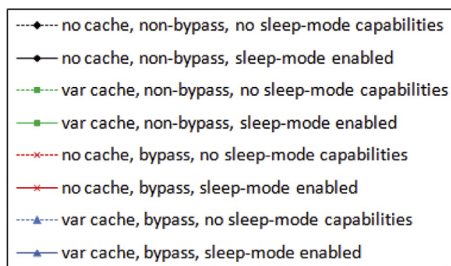 no cache, non-bypass, no sleep-mode capabilities
no cache, non-bypass, sleep-mode enabled
var cache, non-bypass, no sleep-mode capabilities
var cache, non-bypass, sleep-mode enabled
no cache, bypass, no sleep-mode capabilities
no cache, bypass, sleep-mode enabled
var cache, bypass, no sleep-mode capabilities
var cache, bypass, sleep-mode enabled